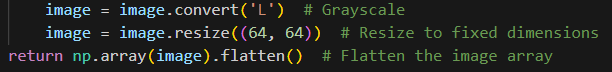 image = image.convert('L')  # Grayscale
image = image.resize((64, 64))  # Resize to fixed dimensions
return np.array(image).flatten()  # Flatten the image array